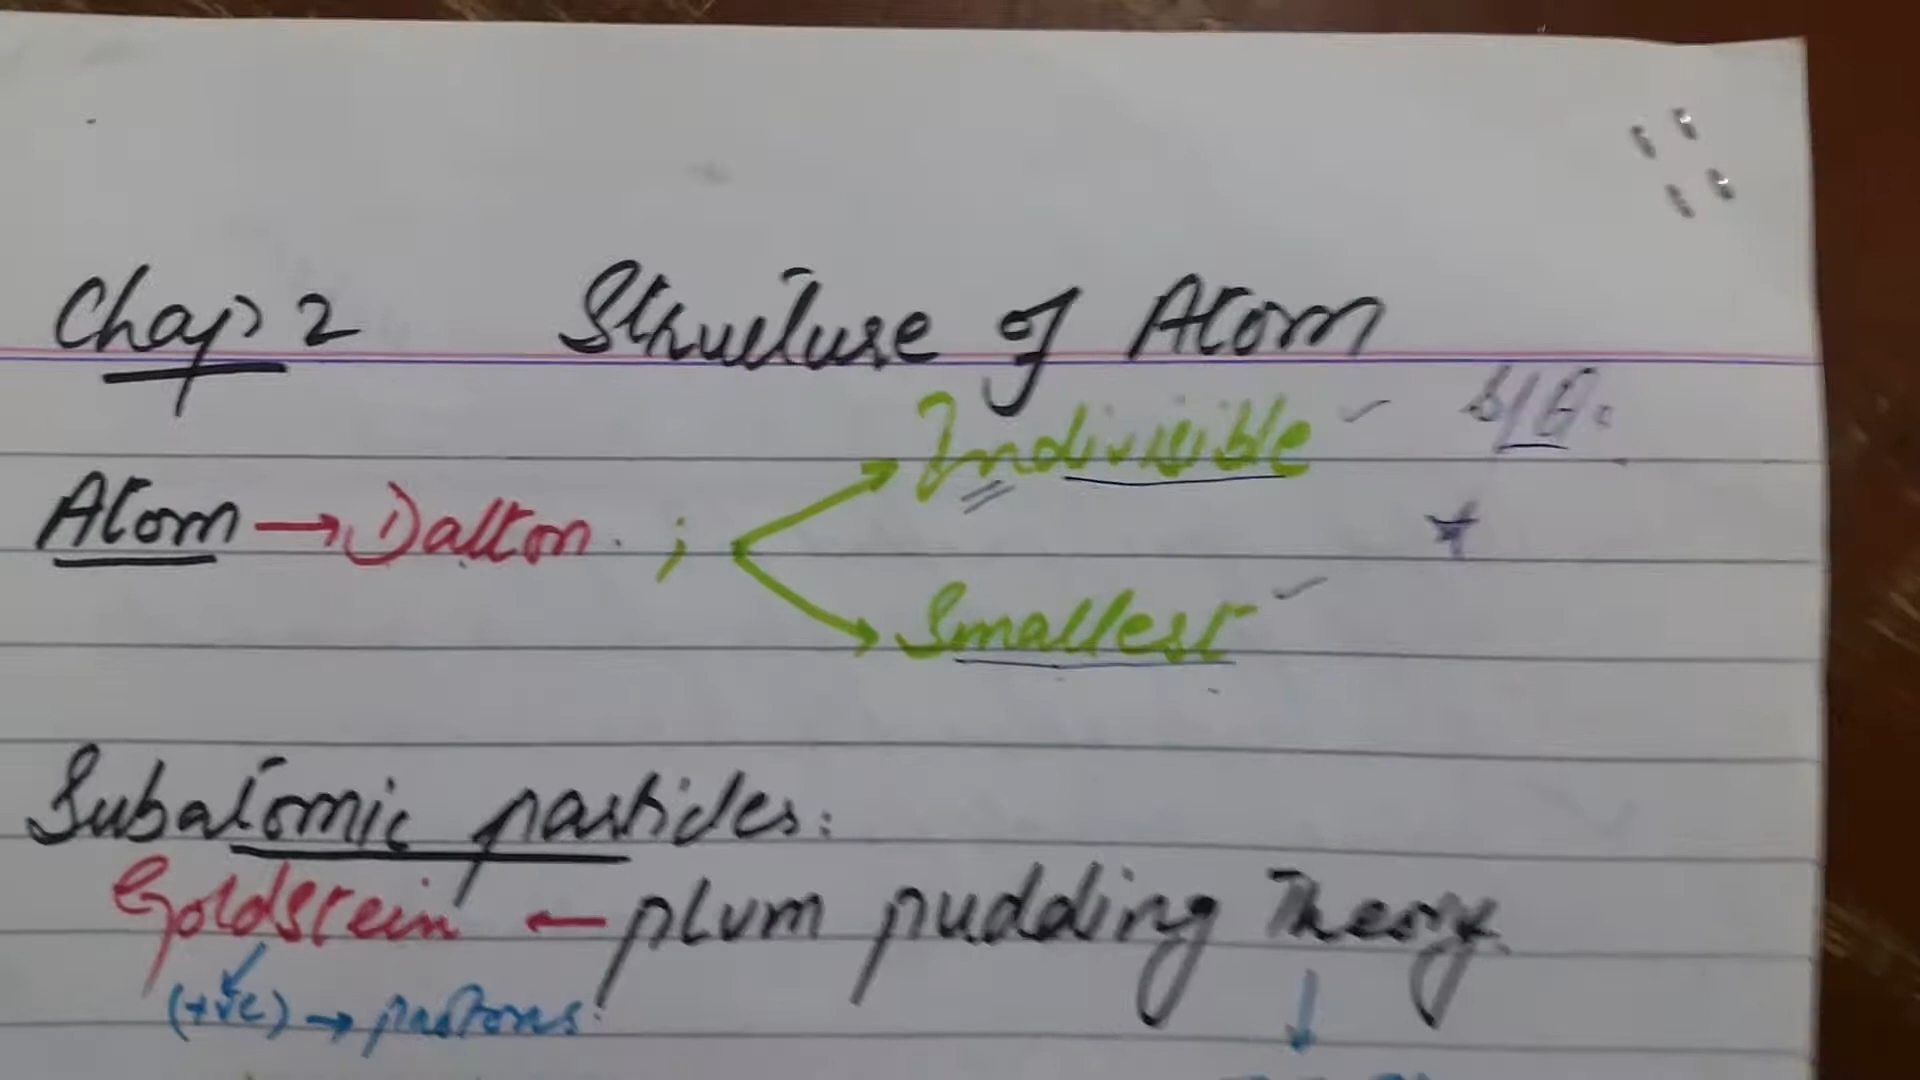 Chap 2 Structure of Atom
Indivisible ✓
Atom → Dalton ;
Smallest ✓
Subatomic particles:
Goldstein ← plum pudding Theory
(+ve) → protons